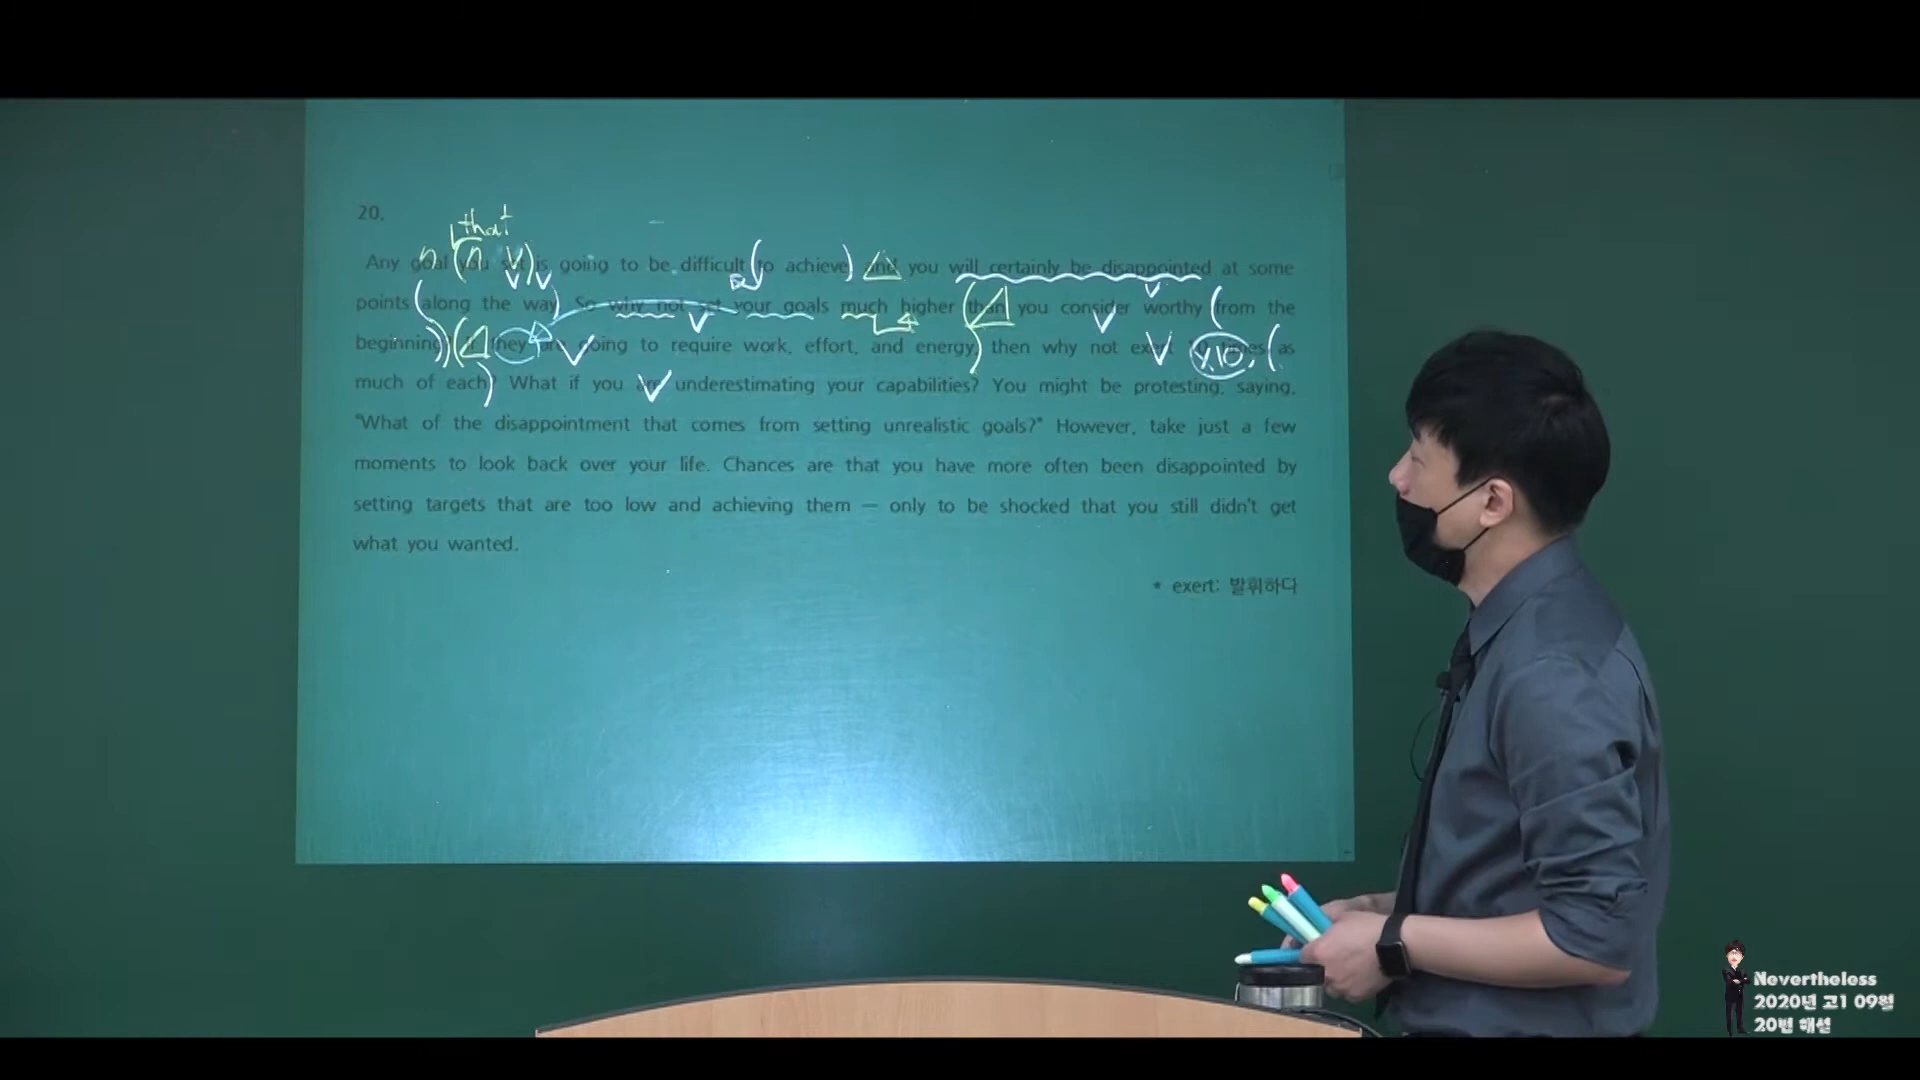 20.
that
n (n V) V
Any goal you set is going to be difficult to achieve, and you will certainly be disappointed at some
points along the way. So why not set your goals much higher than you consider worthy from the
beginning? If they are going to require work, effort, and energy, then why not exert 10 times as
x10
much of each? What if you are underestimating your capabilities? You might be protesting, saying,
"What of the disappointment that comes from setting unrealistic goals?" However, take just a few
moments to look back over your life. Chances are that you have more often been disappointed by
setting targets that are too low and achieving them — only to be shocked that you still didn't get
what you wanted.
* exert: 발휘하다
Nevertheless
2020년 고1 09월
20번 해설